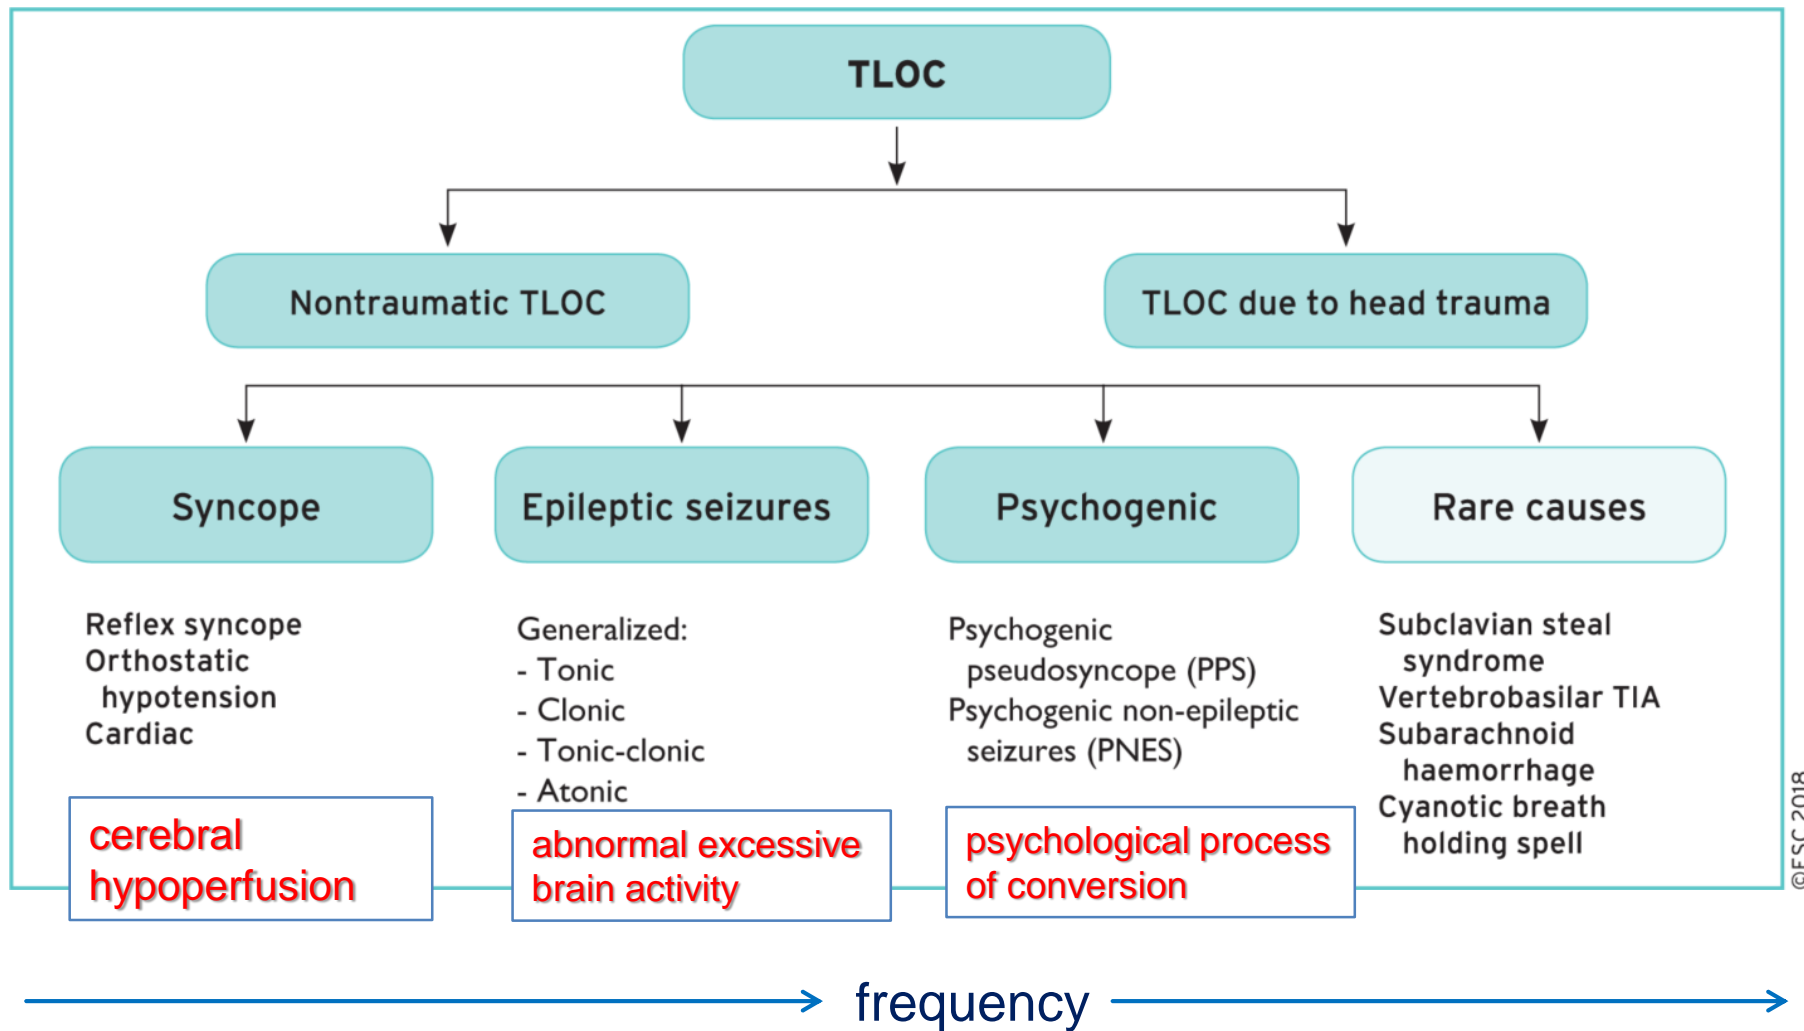 TLOC
Nontraumatic TLOC
TLOC due to head trauma
Syncope
Epileptic seizures
Psychogenic
Rare causes
Reflex syncope
Orthostatic
hypotension
Cardiac
Generalized:
- Tonic
- Clonic
- Tonic-clonic
- Atonic
Psychogenic
pseudosyncope (PPS)
Psychogenic non-epileptic
seizures (PNES)
Subclavian steal
syndrome
Vertebrobasilar TIA
Subarachnoid
haemorrhage
Cyanotic breath
holding spell
cerebral
hypoperfusion
abnormal excessive
brain activity
psychological process
of conversion
©ESC 2018
frequency